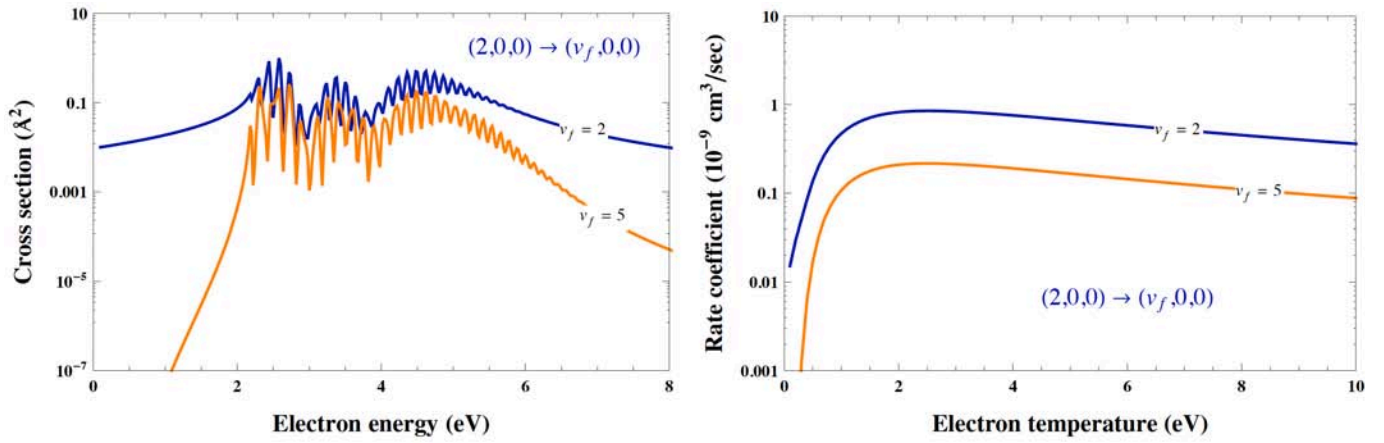 10
0.1
0.001
10⁻⁵
10⁻⁷
0
2
4
6
8
Cross section (Å²)
Electron energy (eV)
(2,0,0) → (v_f,0,0)
v_f = 2
v_f = 5
10
1
0.1
0.01
0.001
0
2
4
6
8
10
Rate coefficient (10⁻⁹ cm³/sec)
Electron temperature (eV)
v_f = 2
v_f = 5
(2,0,0) → (v_f,0,0)